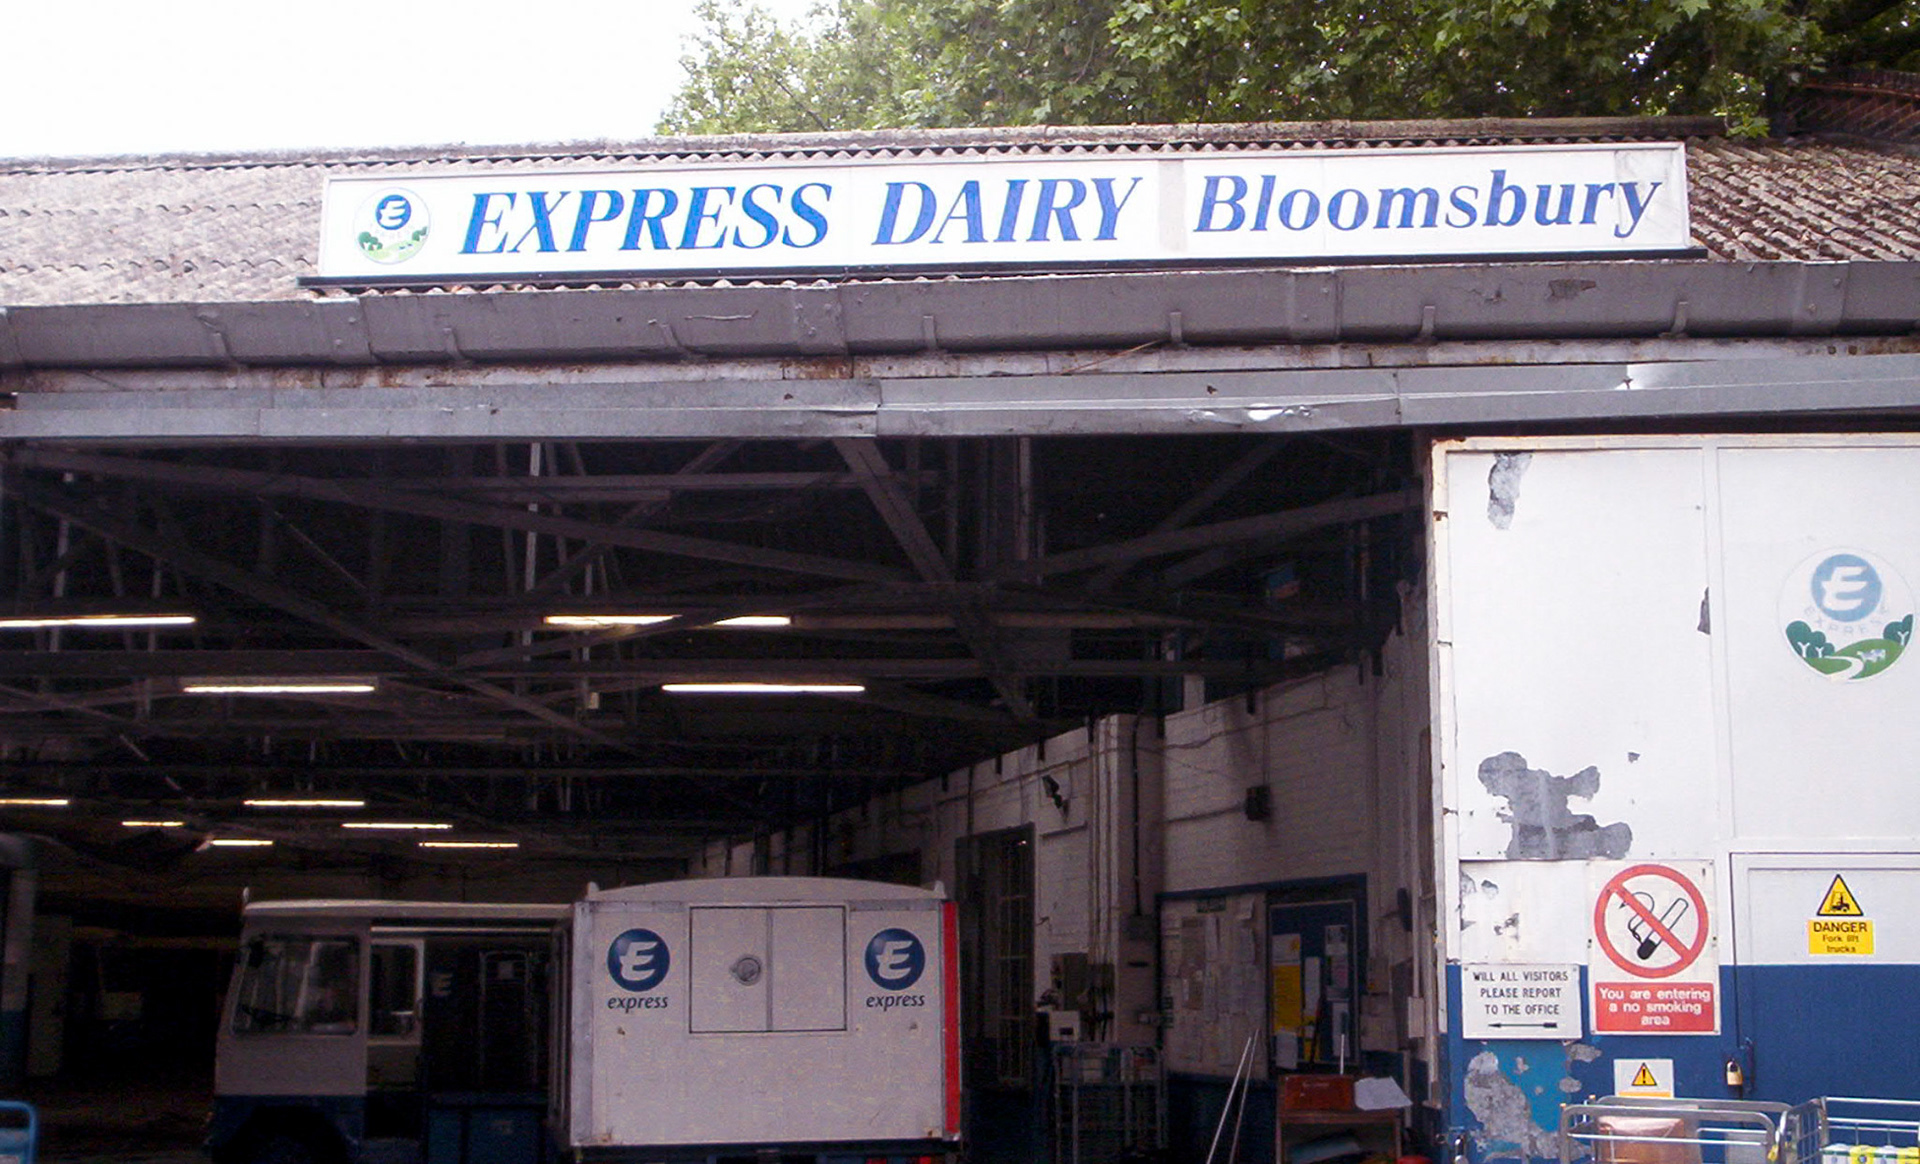 E EXPRESS DAIRY Bloomsbury
E
EXPRESS
E
express
E
express
DANGER
Fork lift
trucks
WILL ALL VISITORS
PLEASE REPORT
TO THE OFFICE
You are entering
a no smoking
area